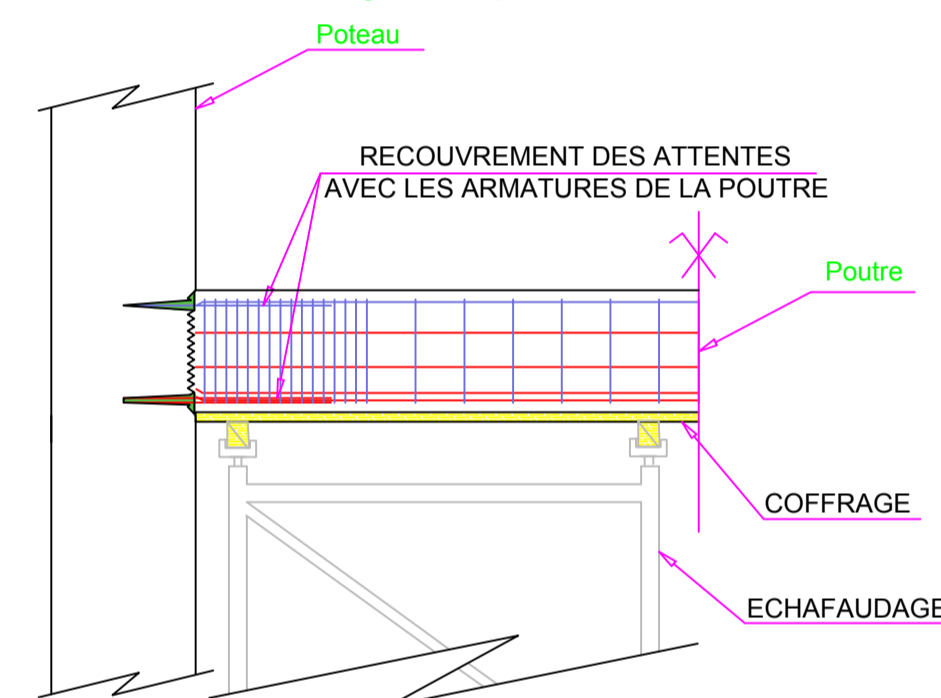 Poteau
RECOUVREMENT DES ATTENTES
AVEC LES ARMATURES DE LA POUTRE
Poutre
COFFRAGE
ECHAFAUDAGE